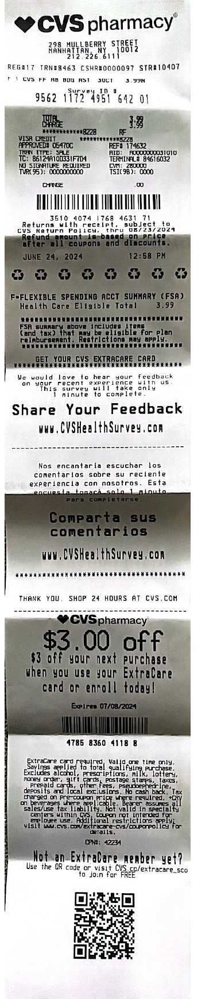 CVS pharmacy®
298 MULLBERRY STREET
MANHATTAN, NY 10012
212.226.6111
REG#17 TRN#8463 CSHR#0000097 STR#10407
F 1 CVS FF AB BDG AST 30CT 3.99N
Survey ID #
9562 1172 4951 642 01
TOTAL 3.99
CHARGE 3.99
************8228 RF
VISA CREDIT ************8228
APPROVED# 05470C REF# 174632
TRAN TYPE: SALE AID: A0000000031010
TC: 86124A10D331F7D4 TERMINAL# 84616032
NO SIGNATURE REQUIRED CVM: 280000
TVR(95): 0000000000 TSI(9B): 0000
CHANGE .00
3510 4074 1768 4631 71
Returns with receipt, subject to
CVS Return Policy, thru 08/23/2024
Refund amount is based on price
after all coupons and discounts.
JUNE 24, 2024 12:58 PM
F=FLEXIBLE SPENDING ACCT SUMMARY (FSA)
Health Care Eligible Total 3.99
**************************************
FSA summary above includes items
(and tax) that may be eligible for plan
reimbursement. Restrictions may apply.
**************************************
GET YOUR CVS EXTRACARE CARD
**************************************
We would love to hear your feedback
on your recent experience with us.
This survey will take only
1 minute to complete.
Share Your Feedback
www.CVSHealthSurvey.com
--------------------------------------
Nos encantaría escuchar los
comentarios sobre su reciente
experiencia con nosotros. Esta
encuesta tomará solo 1 minuto
para completarse.
Comparta sus
comentarios
www.CVSHealthSurvey.com
**************************************
THANK YOU. SHOP 24 HOURS AT CVS.COM
--------------------------------------
CVS pharmacy®
$3.00 off
$3 off your next purchase
when you use your ExtraCare
card or enroll today!
Expires 07/08/2024
4785 8360 4118 8
ExtraCare card required, Valid one time only.
Savings applied to total qualifying purchase.
Excludes alcohol, prescriptions, milk, lottery,
money order, gift cards, postage stamps, taxes,
prepaid cards, other fees, pseudoephedrine,
deposits and local exclusions. No cash back. Tax
charged on pre-coupon price where required. +CRV
on beverages where applicable. Bearer assumes all
sales/use tax liability. Not valid in specialty
centers within CVS. Coupon not intended for
employee use. Additional restrictions apply;
visit www.cvs.com/extracare-cvs/couponpolicy for
details.
CPN#: 42234
Not an ExtraCare member yet?
Use the QR code or visit CVS.co/extracare_sco
to join for FREE